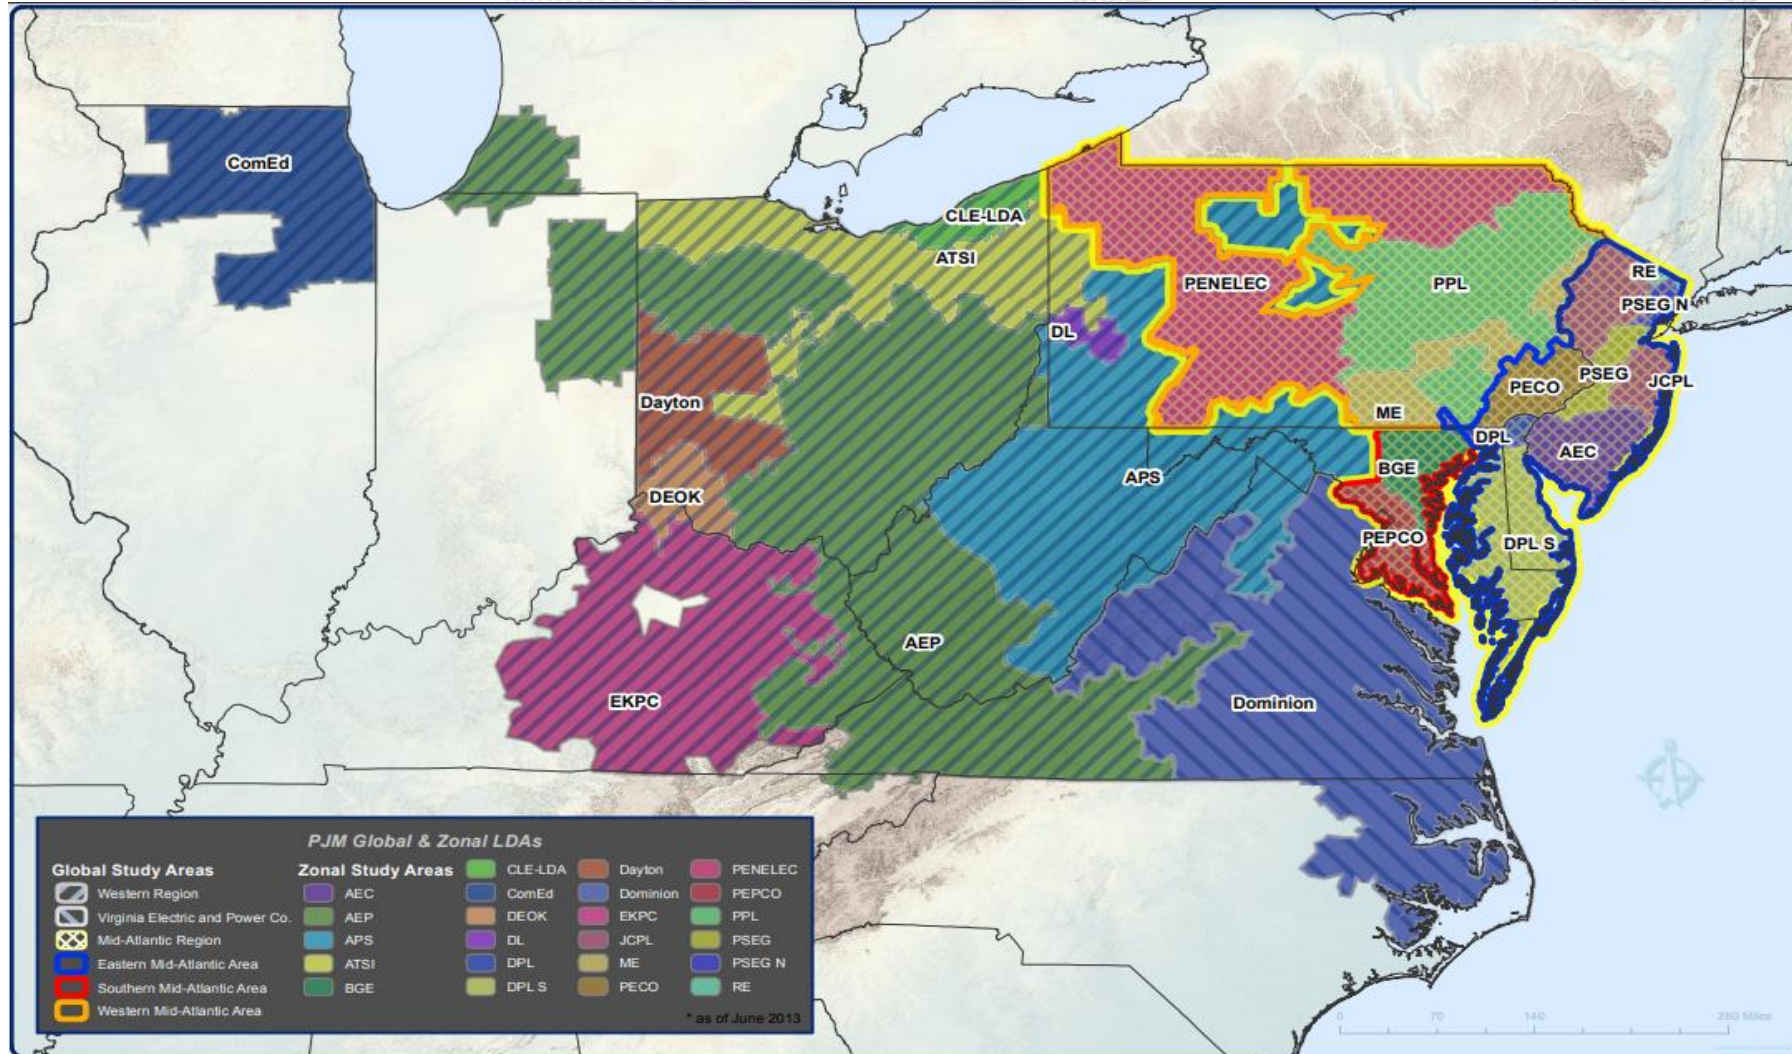 ComEd
CLE-LDA
ATSI
PENELEC
PPL
RE
PSEG N
DL
Dayton
PECO
PSEG
JCPL
ME
DPL
AEC
BGE
APS
DEOK
PEPCO
DPL S
AEP
EKPC
Dominion
PJM Global & Zonal LDAs
Global Study Areas
Western Region
Virginia Electric and Power Co.
Mid-Atlantic Region
Eastern Mid-Atlantic Area
Southern Mid-Atlantic Area
Western Mid-Atlantic Area
Zonal Study Areas
AEC
AEP
APS
ATSI
BGE
CLE-LDA
ComEd
DEOK
DL
DPL
DPL S
Dayton
Dominion
EKPC
JCPL
ME
PECO
PENELEC
PEPCO
PPL
PSEG
PSEG N
RE
* as of June 2013
0 70 140 280 Miles